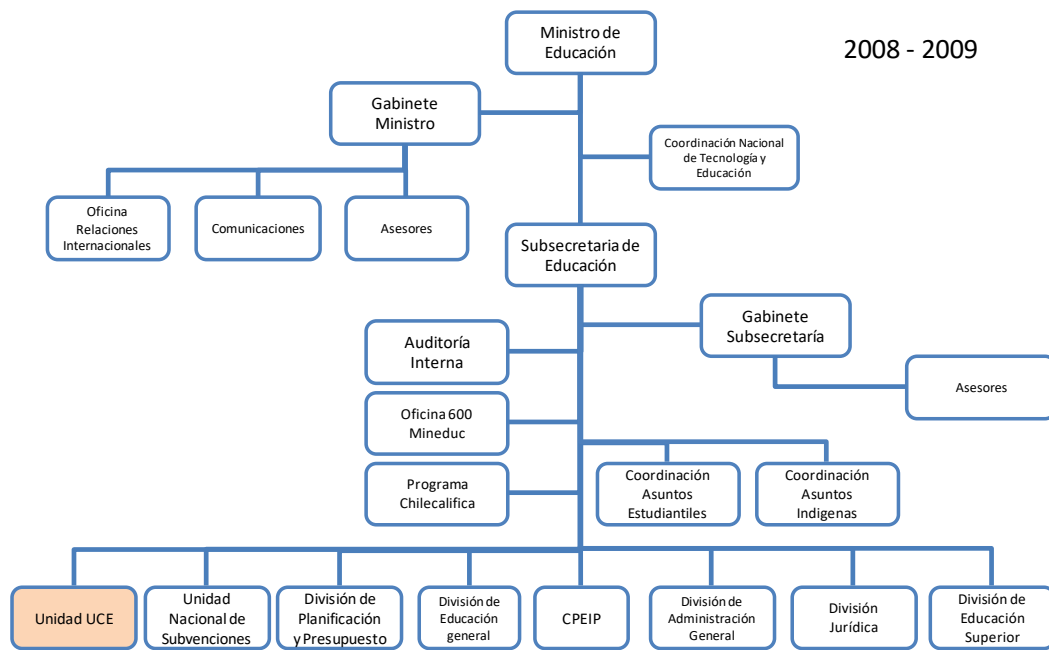 Ministro de
Educación
2008 - 2009
Gabinete
Ministro
Coordinación Nacional
de Tecnología y
Educación
Oficina
Relaciones
Internacionales
Comunicaciones
Asesores
Subsecretaria de
Educación
Gabinete
Subsecretaría
Auditoría
Interna
Asesores
Oficina 600
Mineduc
Programa
Chilecalifica
Coordinación
Asuntos
Estudiantiles
Coordinación
Asuntos
Indigenas
Unidad UCE
Unidad
Nacional de
Subvenciones
División de
Planificación
y Presupuesto
División de
Educación
general
CPEIP
División de
Administración
General
División
Jurídica
División de
Educación
Superior